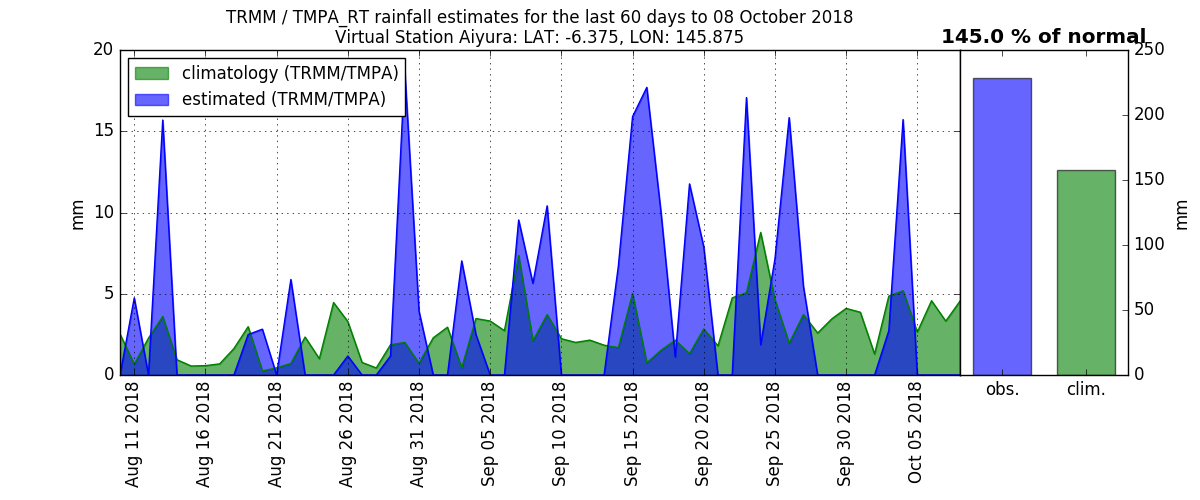 TRMM / TMPA_RT rainfall estimates for the last 60 days to 08 October 2018
Virtual Station Aiyura: LAT: -6.375, LON: 145.875
145.0 % of normal
climatology (TRMM/TMPA)
estimated (TRMM/TMPA)
20
15
10
5
0
mm
250
200
150
100
50
0
mm
obs.
clim.
Aug 11 2018
Aug 16 2018
Aug 21 2018
Aug 26 2018
Aug 31 2018
Sep 05 2018
Sep 10 2018
Sep 15 2018
Sep 20 2018
Sep 25 2018
Sep 30 2018
Oct 05 2018